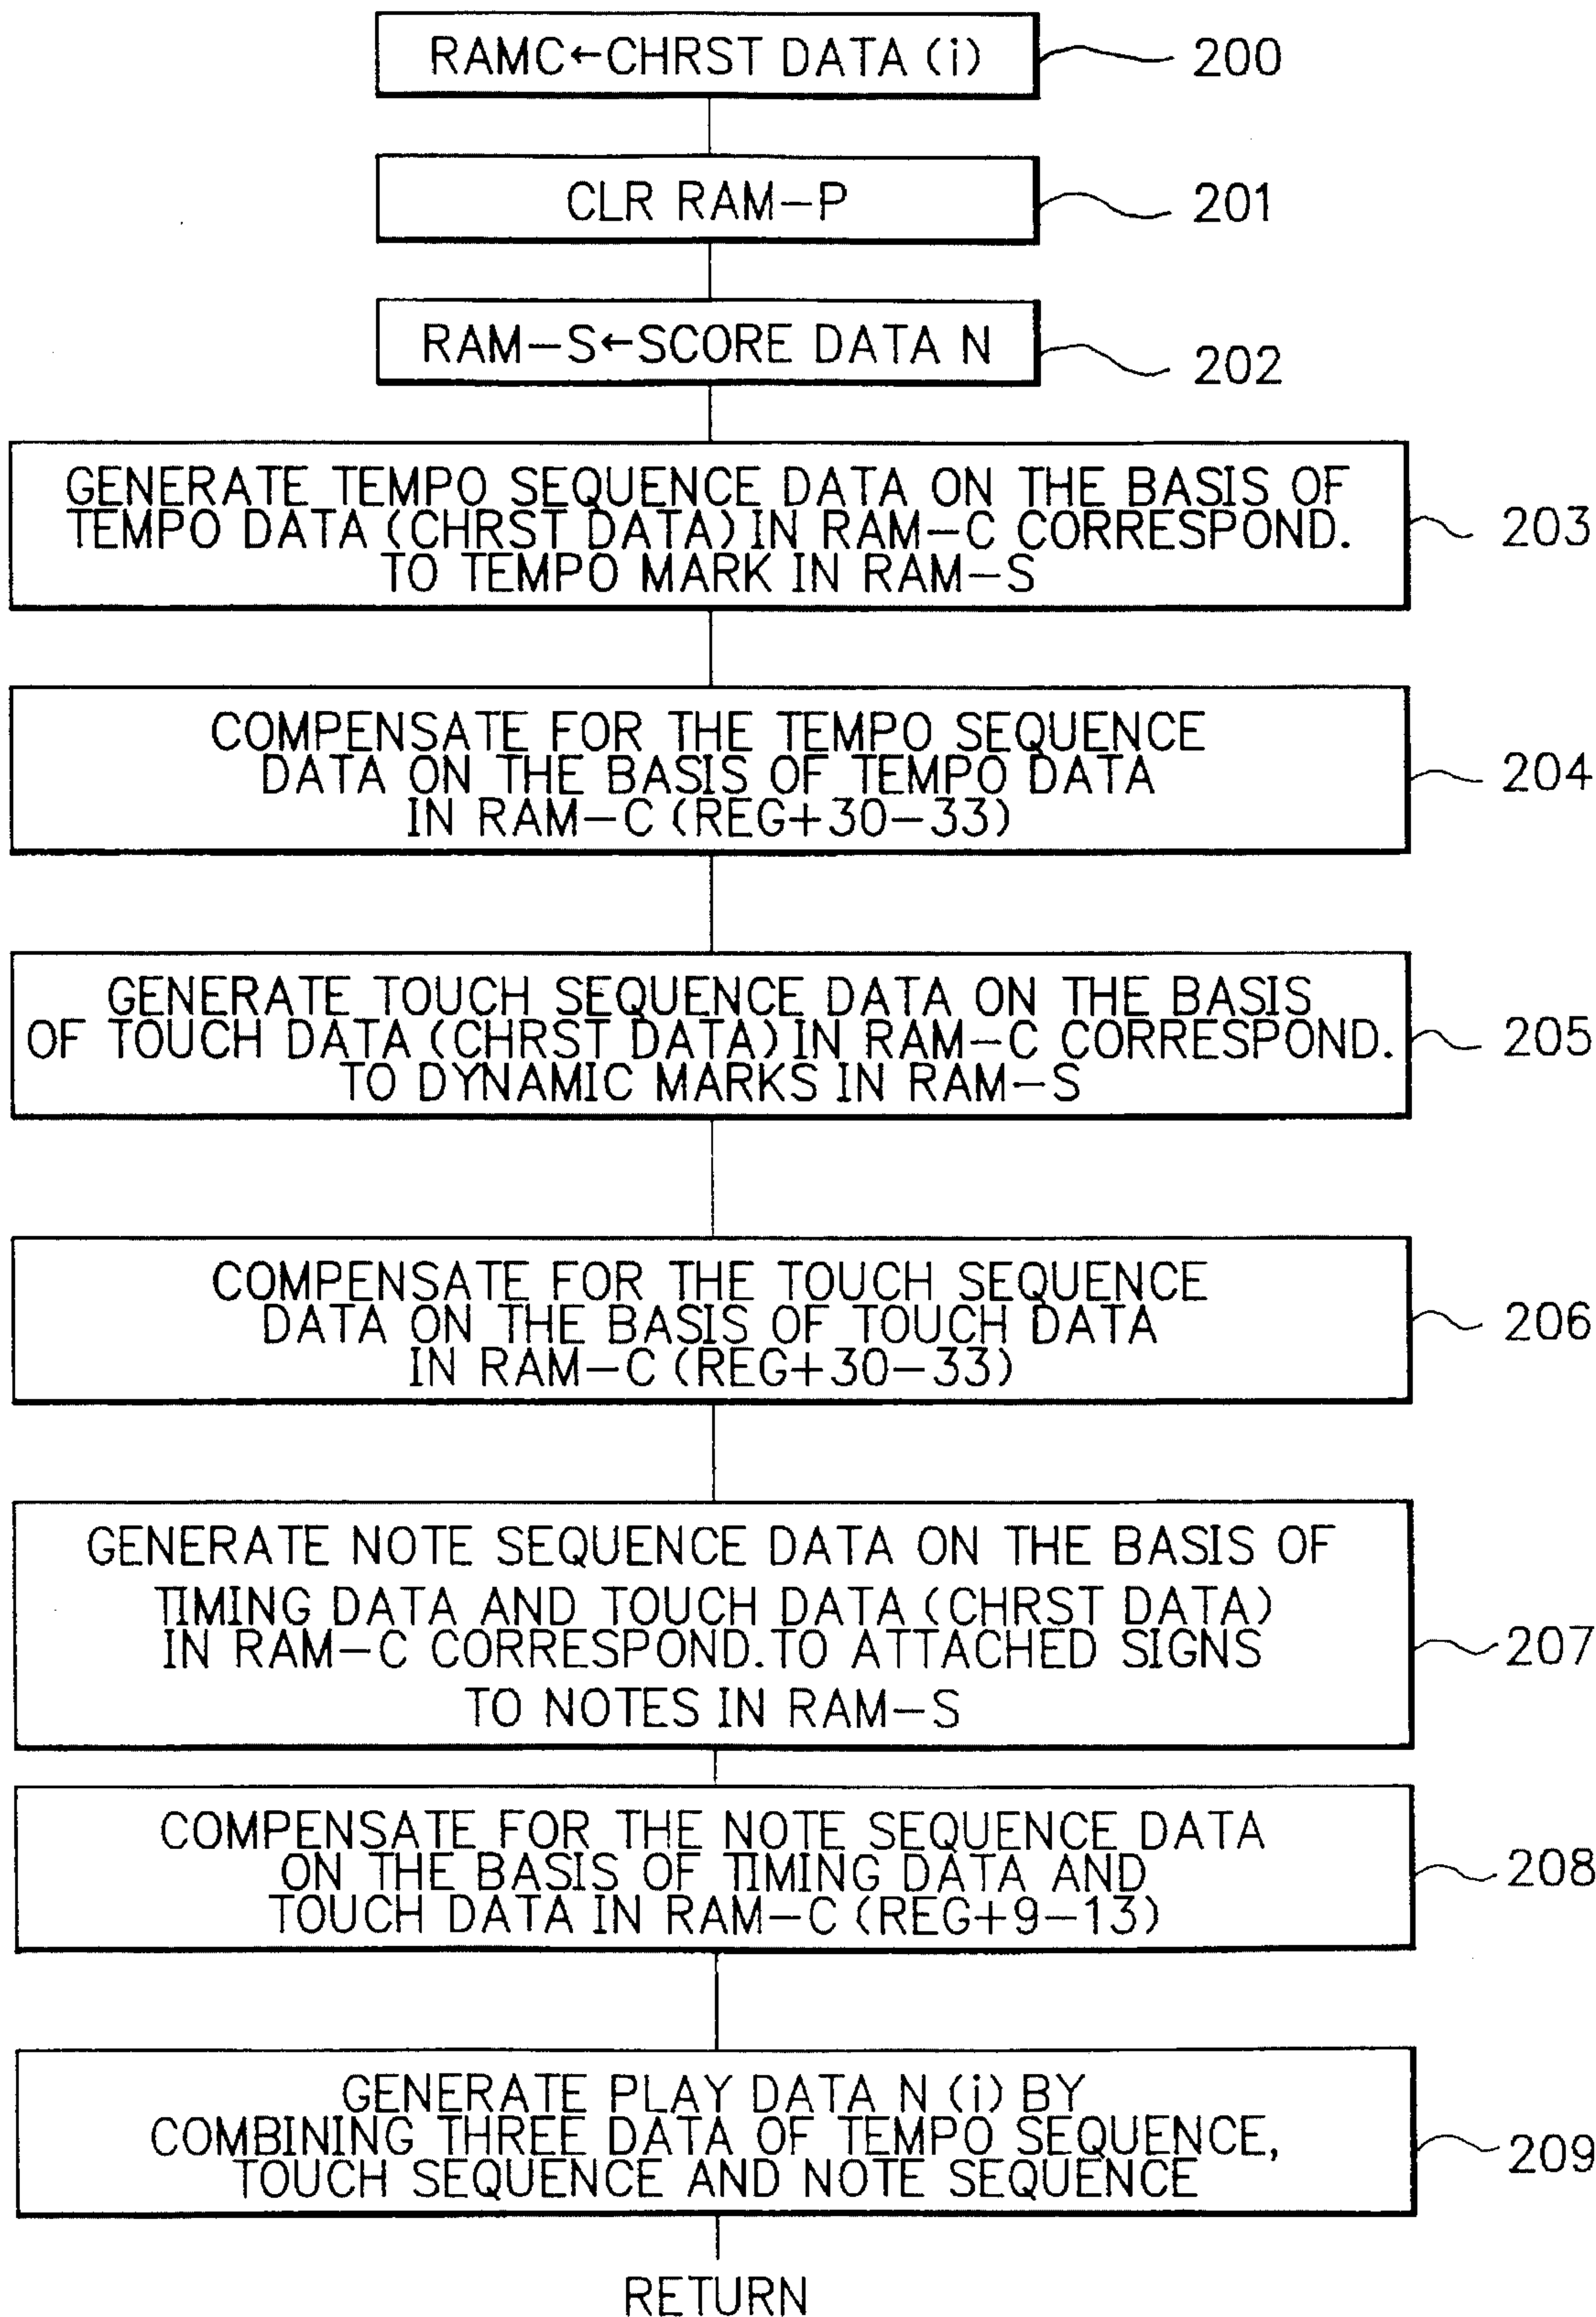 RAMC←CHRST DATA (i)
200
CLR RAM-P
201
RAM-S←SCORE DATA N
202
GENERATE TEMPO SEQUENCE DATA ON THE BASIS OF
TEMPO DATA (CHRST DATA) IN RAM-C CORRESPOND.
TO TEMPO MARK IN RAM-S
203
COMPENSATE FOR THE TEMPO SEQUENCE
DATA ON THE BASIS OF TEMPO DATA
IN RAM-C (REG+30-33)
204
GENERATE TOUCH SEQUENCE DATA ON THE BASIS
OF TOUCH DATA (CHRST DATA) IN RAM-C CORRESPOND.
TO DYNAMIC MARKS IN RAM-S
205
COMPENSATE FOR THE TOUCH SEQUENCE
DATA ON THE BASIS OF TOUCH DATA
IN RAM-C (REG+30-33)
206
GENERATE NOTE SEQUENCE DATA ON THE BASIS OF
TIMING DATA AND TOUCH DATA (CHRST DATA)
IN RAM-C CORRESPOND. TO ATTACHED SIGNS
TO NOTES IN RAM-S
207
COMPENSATE FOR THE NOTE SEQUENCE DATA
ON THE BASIS OF TIMING DATA AND
TOUCH DATA IN RAM-C (REG+9-13)
208
GENERATE PLAY DATA N (i) BY
COMBINING THREE DATA OF TEMPO SEQUENCE,
TOUCH SEQUENCE AND NOTE SEQUENCE
209
RETURN